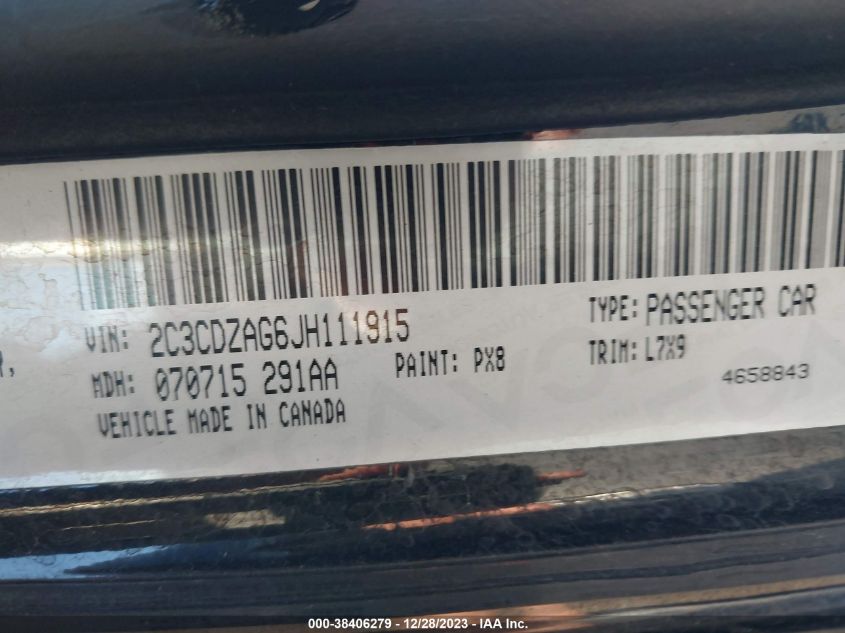 VIN: 2C3CDZAG6JH111915
TYPE: PASSENGER CAR
MDH: 070715 291AA
PAINT: PX8
TRIM: L7X9
VEHICLE MADE IN CANADA
4658843
000-38406279 - 12/28/2023 - IAA Inc.